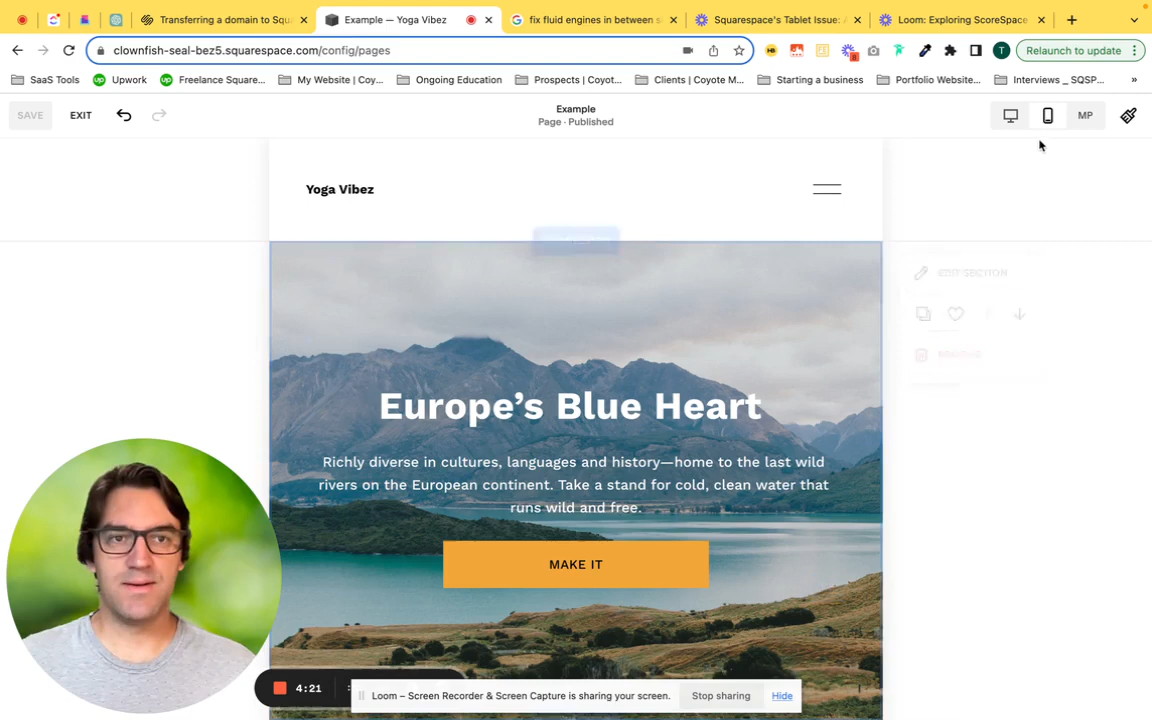 Transferring a domain to Squa
Example — Yoga Vibez
fix fluid engines in between s
Squarespace's Tablet Issue: A
Loom: Exploring ScoreSpace
clownfish-seal-bez5.squarespace.com/config/pages
T
Relaunch to update
SaaS Tools
Upwork
Freelance Square...
My Website | Coy...
Ongoing Education
Prospects | Coyot...
Clients | Coyote M...
Starting a business
Portfolio Website...
Interviews _ SQSP...
»
SAVE
EXIT
Example
Page · Published
MP
Yoga Vibez
EDIT SECTION
REMOVE
Europe's Blue Heart
Richly diverse in cultures, languages and history—home to the last wild
rivers on the European continent. Take a stand for cold, clean water that
runs wild and free.
MAKE IT
4:21
Loom – Screen Recorder & Screen Capture is sharing your screen.
Stop sharing
Hide